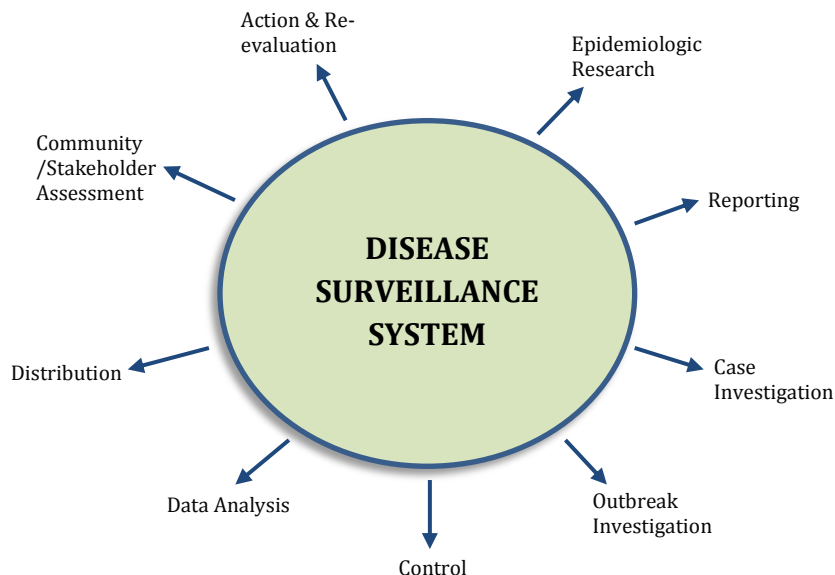 Action & Re-
evaluation
Epidemiologic
Research
Community
/Stakeholder
Assessment
Reporting
DISEASE
SURVEILLANCE
SYSTEM
Distribution
Case
Investigation
Data Analysis
Outbreak
Investigation
Control